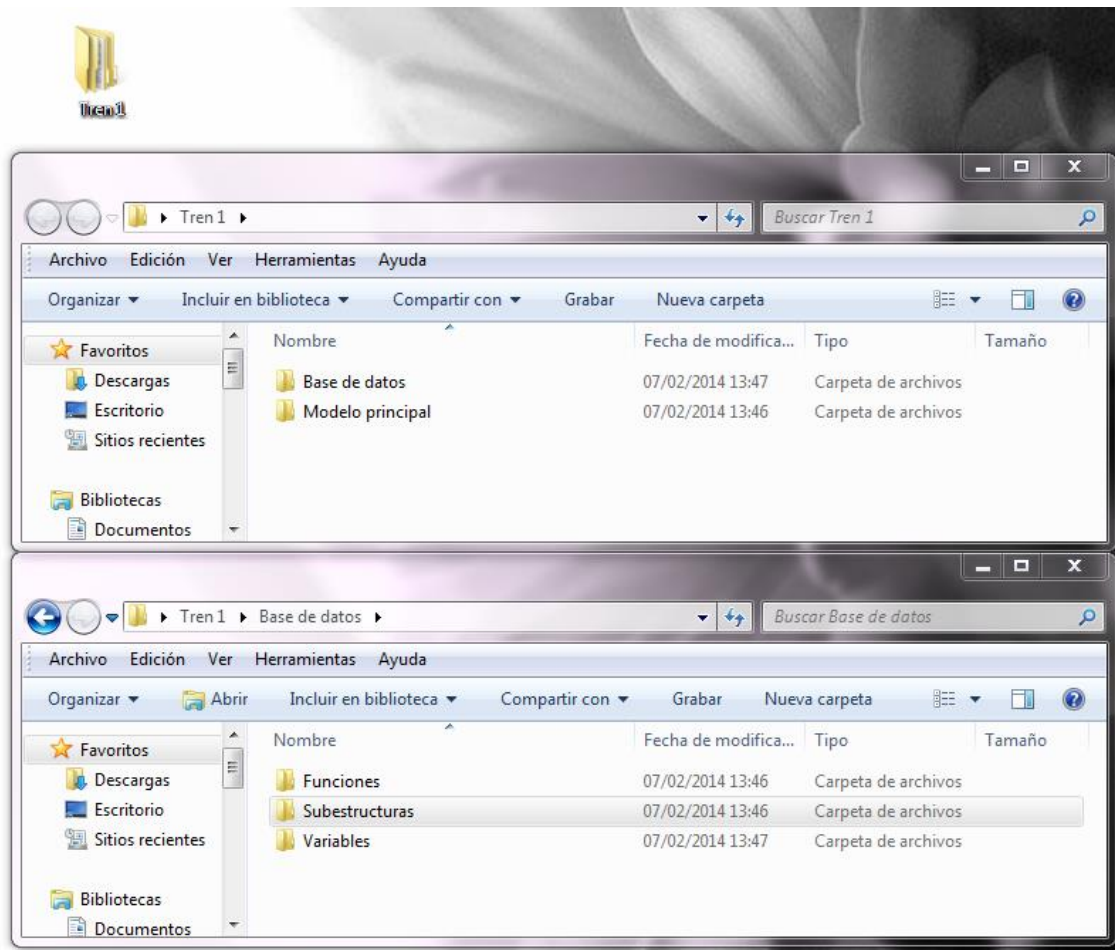 Tren 1
Tren 1
Buscar Tren 1
Archivo Edición Ver Herramientas Ayuda
Organizar Incluir en biblioteca Compartir con Grabar Nueva carpeta
Favoritos Nombre Fecha de modifica... Tipo Tamaño
Descargas Base de datos 07/02/2014 13:47 Carpeta de archivos
Escritorio Modelo principal 07/02/2014 13:46 Carpeta de archivos
Sitios recientes
Bibliotecas
Documentos
Tren 1 Base de datos
Buscar Base de datos
Archivo Edición Ver Herramientas Ayuda
Organizar Abrir Incluir en biblioteca Compartir con Grabar Nueva carpeta
Favoritos Nombre Fecha de modifica... Tipo Tamaño
Descargas Funciones 07/02/2014 13:46 Carpeta de archivos
Escritorio Subestructuras 07/02/2014 13:46 Carpeta de archivos
Sitios recientes Variables 07/02/2014 13:47 Carpeta de archivos
Bibliotecas
Documentos